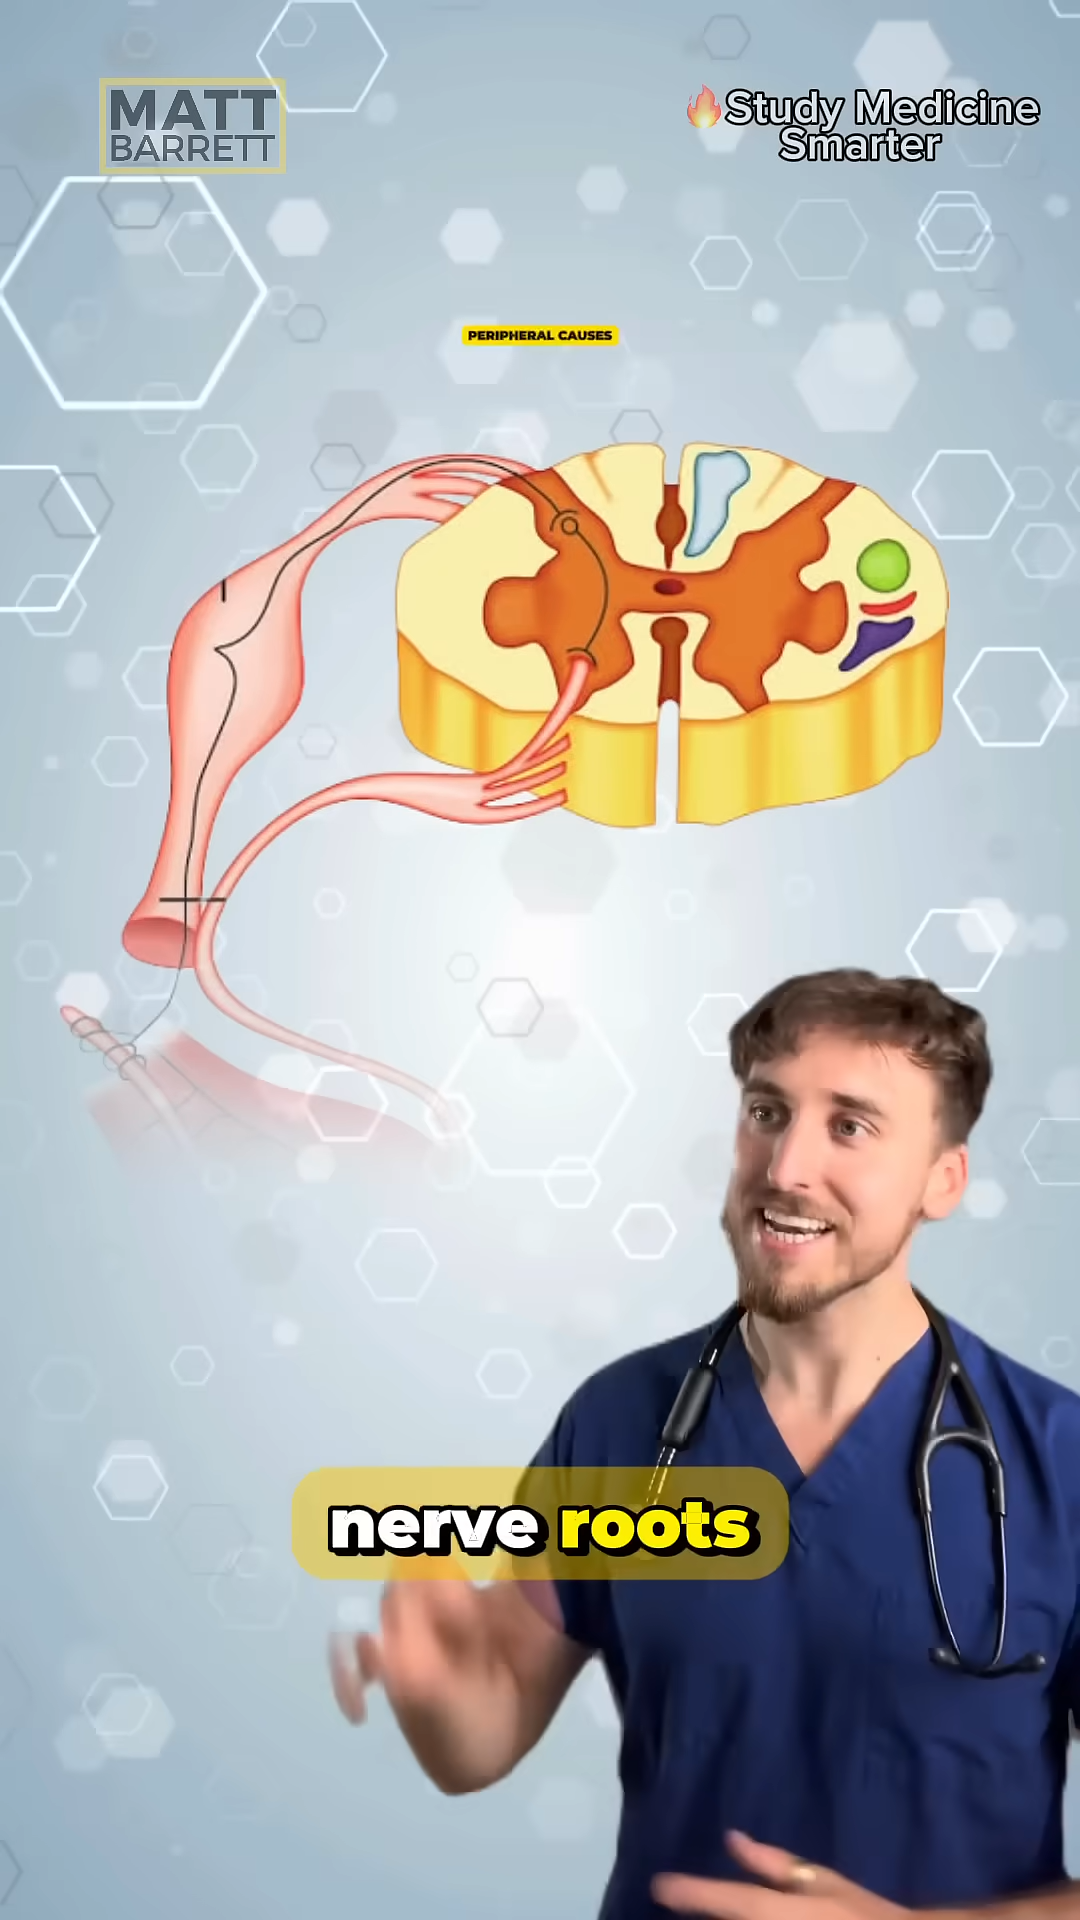 MATT
BARRETT
🔥Study Medicine
Smarter
PERIPHERAL CAUSES
nerve roots